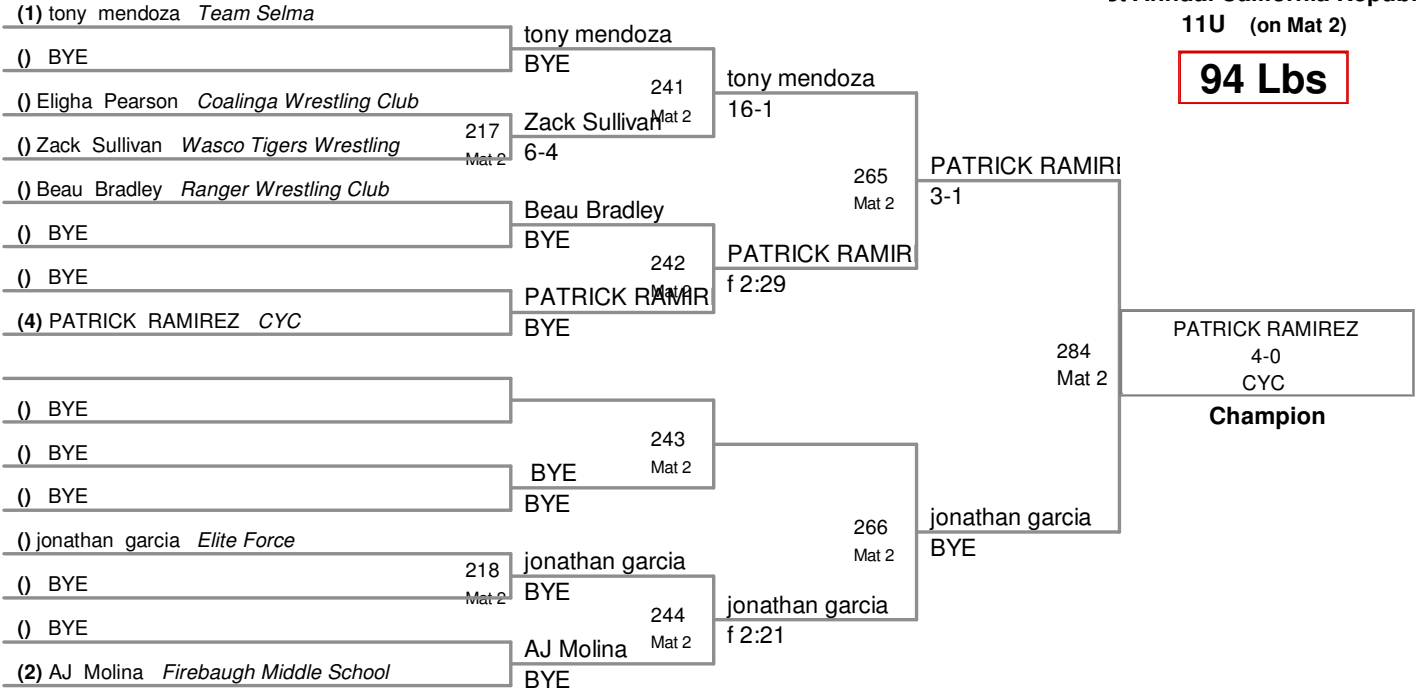 (1) tony mendoza Team Selma
() BYE
() Eligha Pearson Coalinga Wrestling Club
() Zack Sullivan Wasco Tigers Wrestling
() Beau Bradley Ranger Wrestling Club
() BYE
() BYE
(4) PATRICK RAMIREZ CYC
() BYE
() BYE
() BYE
() jonathan garcia Elite Force
() BYE
() BYE
(2) AJ Molina Firebaugh Middle School
217
Mat 2
218
Mat 2
tony mendoza
BYE
Zack Sullivan
6-4
Beau Bradley
BYE
PATRICK RAMIR
BYE
BYE
BYE
jonathan garcia
BYE
AJ Molina
BYE
241
Mat 2
242
Mat 2
243
Mat 2
244
Mat 2
tony mendoza
16-1
PATRICK RAMIR
f 2:29
jonathan garcia
f 2:21
265
Mat 2
266
Mat 2
PATRICK RAMIR
3-1
jonathan garcia
BYE
284
Mat 2
Annual California
11U (on Mat 2)
94 Lbs
PATRICK RAMIREZ
4-0
CYC
Champion